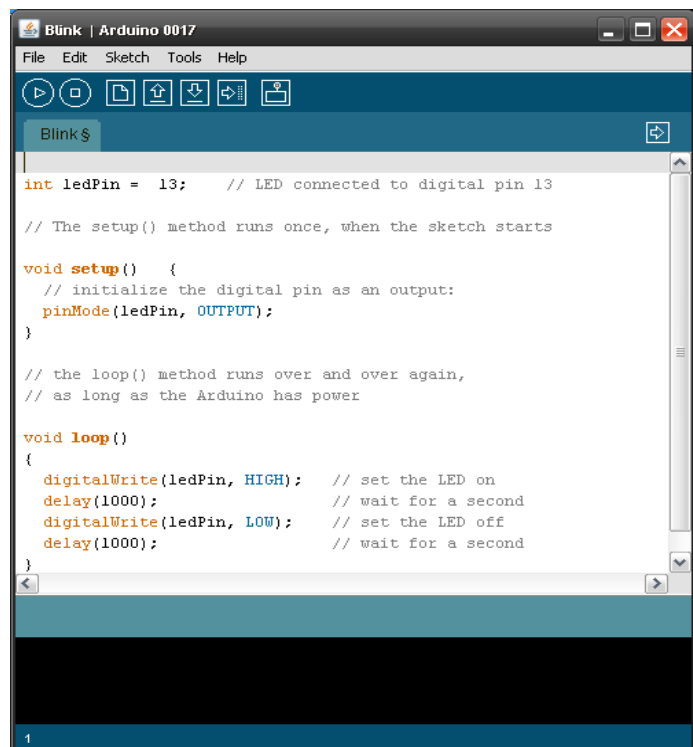 Blink | Arduino 0017
File Edit Sketch Tools Help
Blink §
int ledPin =  13;    // LED connected to digital pin 13
// The setup() method runs once, when the sketch starts
void setup()   {
  // initialize the digital pin as an output:
  pinMode(ledPin, OUTPUT);
}
// the loop() method runs over and over again,
// as long as the Arduino has power
void loop()
{
  digitalWrite(ledPin, HIGH);   // set the LED on
  delay(1000);                  // wait for a second
  digitalWrite(ledPin, LOW);    // set the LED off
  delay(1000);                  // wait for a second
}
1